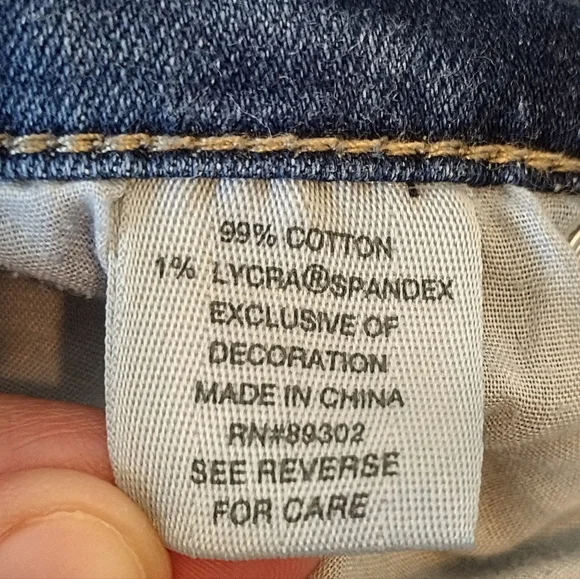 99% COTTON
1% LYCRA®SPANDEX
EXCLUSIVE OF
DECORATION
MADE IN CHINA
RN#89302
SEE REVERSE
FOR CARE